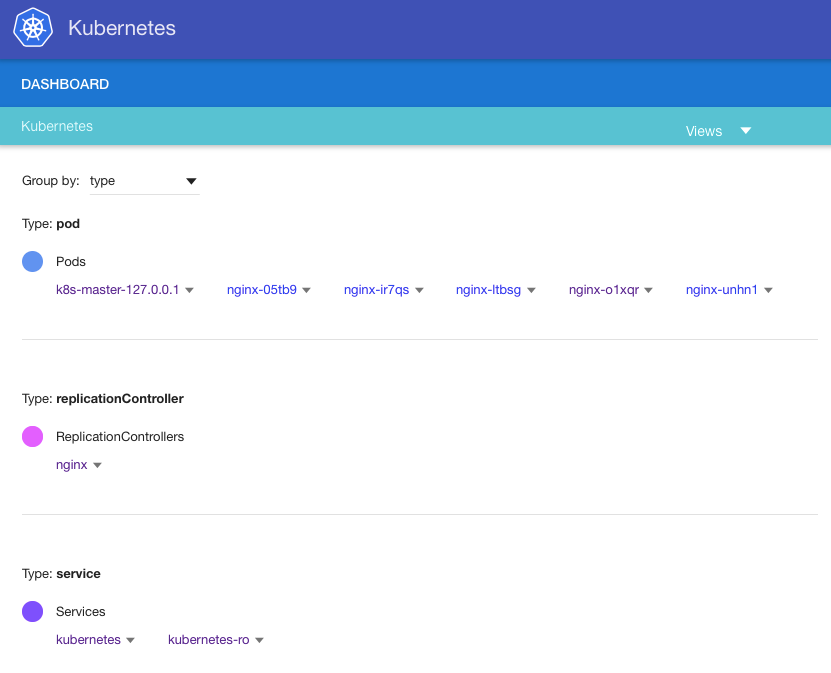 Kubernetes
DASHBOARD
Kubernetes Views
Group by: type
Type: pod
Pods
k8s-master-127.0.0.1 nginx-05tb9 nginx-ir7qs nginx-ltbsg nginx-o1xqr nginx-unhn1
Type: replicationController
ReplicationControllers
nginx
Type: service
Services
kubernetes kubernetes-ro